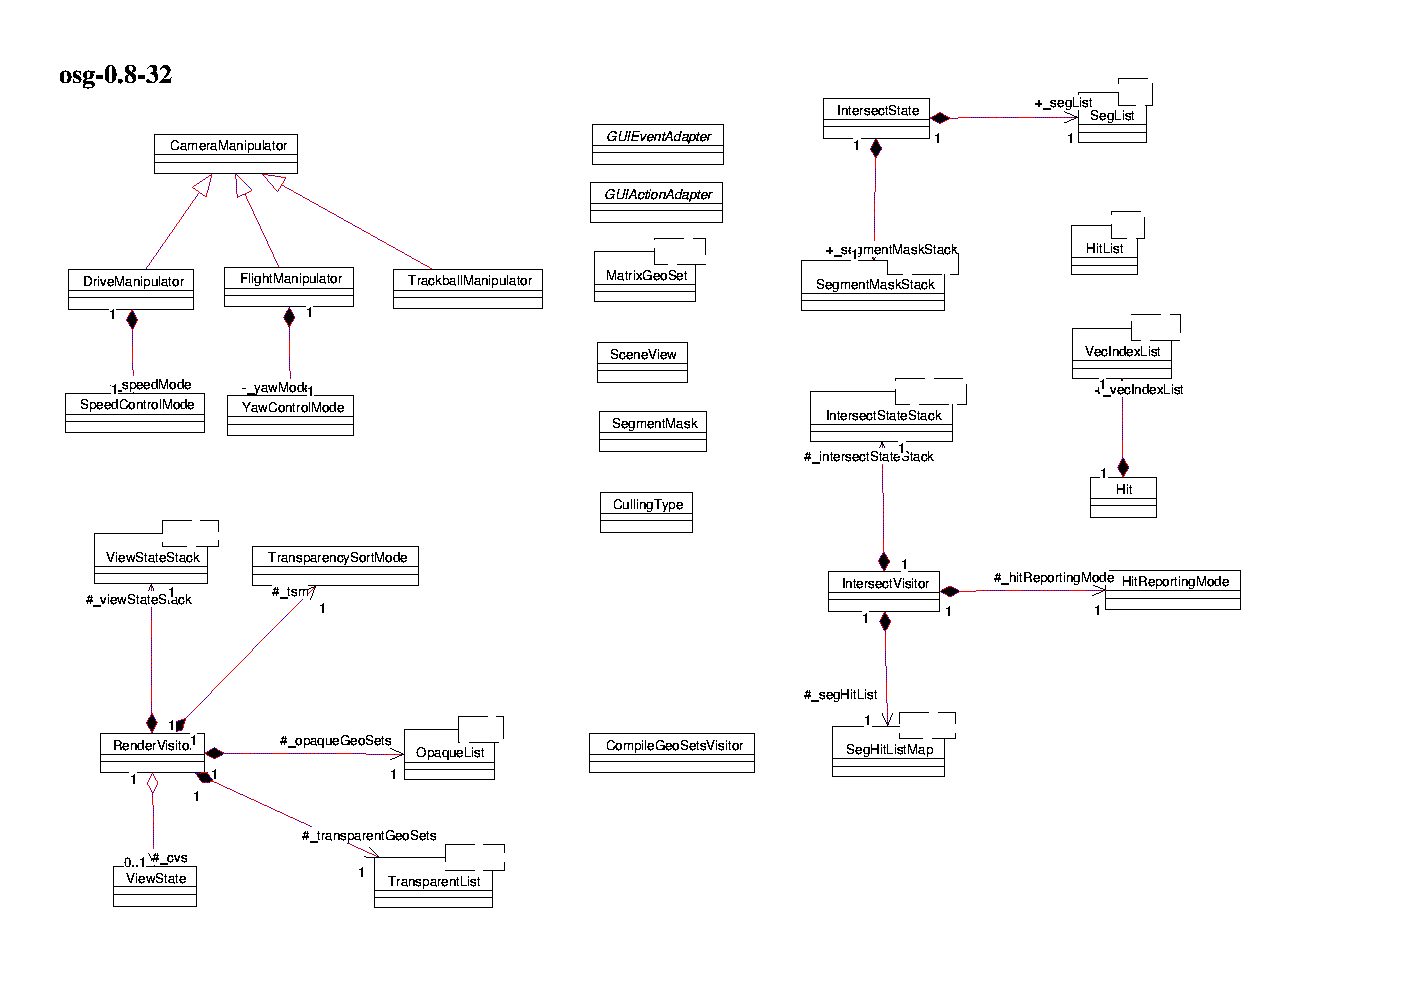 osg-0.8-32
CameraManipulator
DriveManipulator
1
FlightManipulator
1
TrackballManipulator
_speedMode
1
SpeedControlMode
-_yawMode
1
YawControlMode
GUIEventAdapter
GUIActionAdapter
MatrixGeoSet
SceneView
SegmentMask
CullingType
IntersectState
1
1
+_segList
1
SegList
+_segmentMaskStack
1
SegmentMaskStack
HitList
VecIndexList
1
_vecIndexList
1
Hit
IntersectStateStack
1
#_intersectStateStack
1
IntersectVisitor
1
1
#_hitReportingMode
1
HitReportingMode
#_segHitList
1
SegHitListMap
ViewStateStack
1
#_viewStateStack
TransparencySortMode
#_tsm
1
1
1
RenderVisitor
1
1
1
#_opaqueGeoSets
1
OpaqueList
#_transparentGeoSets
1
TransparentList
0..1
#_cvs
ViewState
CompileGeoSetsVisitor